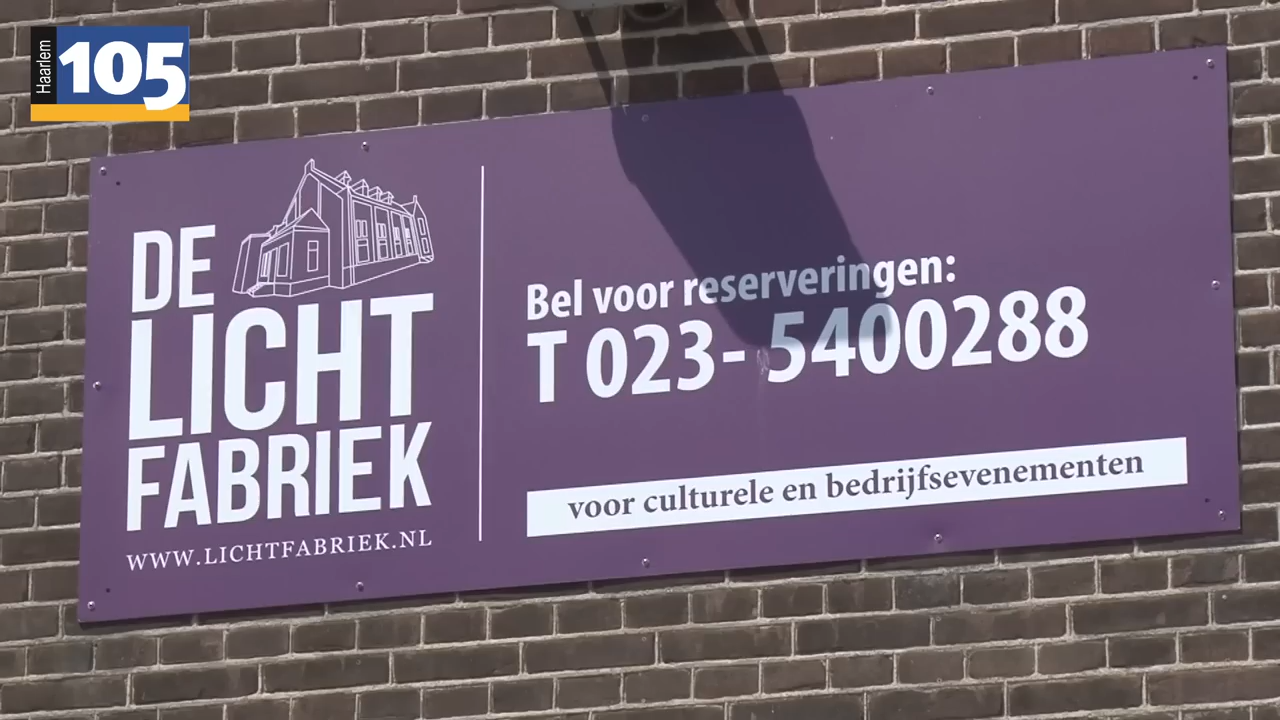 Haarlem
105
DE
LICHT
FABRIEK
WWW.LICHTFABRIEK.NL
Bel voor reserveringen:
T 023- 5400288
voor culturele en bedrijfsevenementen